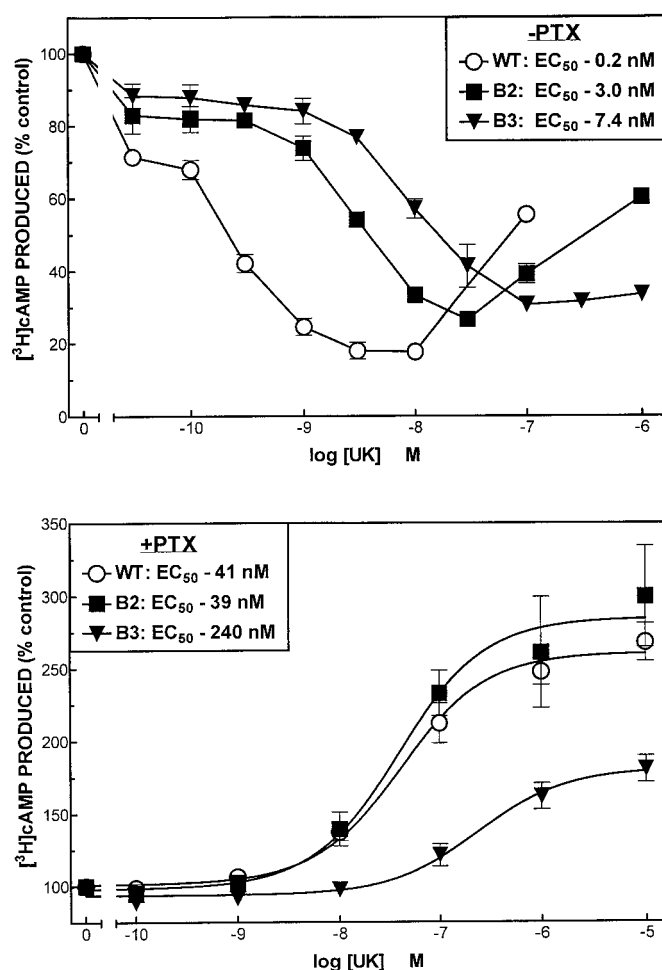 -PTX
WT: EC50 - 0.2 nM
B2: EC50 - 3.0 nM
B3: EC50 - 7.4 nM
[³H]cAMP PRODUCED (% control)
100
80
60
40
20
0
0 -10 -9 -8 -7 -6
log [UK] M
+PTX
WT: EC50 - 41 nM
B2: EC50 - 39 nM
B3: EC50 - 240 nM
[³H]cAMP PRODUCED (% control)
350
300
250
200
150
100
0 -10 -9 -8 -7 -6 -5
log [UK] M